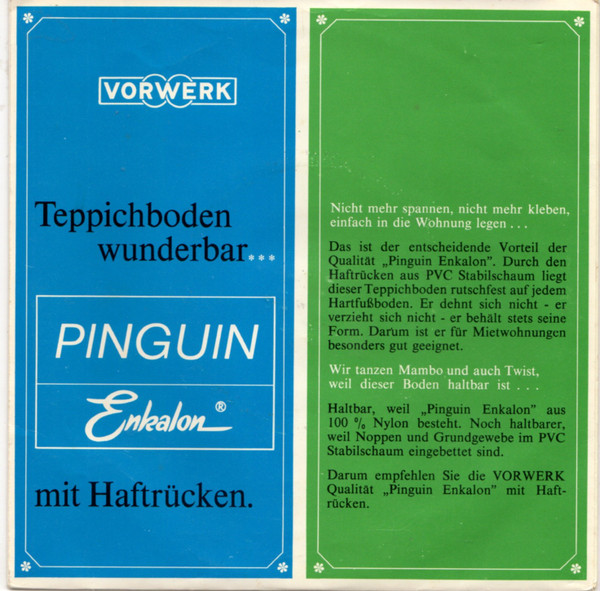 VORWERK
Teppichboden
wunderbar...
PINGUIN
Enkalon®
mit Haftrücken.
Nicht mehr spannen, nicht mehr kleben,
einfach in die Wohnung legen . . .
Das ist der entscheidende Vorteil der
Qualität „Pinguin Enkalon”. Durch den
Haftrücken aus PVC Stabilschaum liegt
dieser Teppichboden rutschfest auf jedem
Hartfußboden. Er dehnt sich nicht - er
verzieht sich nicht - er behält stets seine
Form. Darum ist er für Mietwohnungen
besonders gut geeignet.
Wir tanzen Mambo und auch Twist,
weil dieser Boden haltbar ist . . .
Haltbar, weil „Pinguin Enkalon” aus
100 % Nylon besteht. Noch haltbarer,
weil Noppen und Grundgewebe im PVC
Stabilschaum eingebettet sind.
Darum empfehlen Sie die VORWERK
Qualität „Pinguin Enkalon” mit Haft-
rücken.